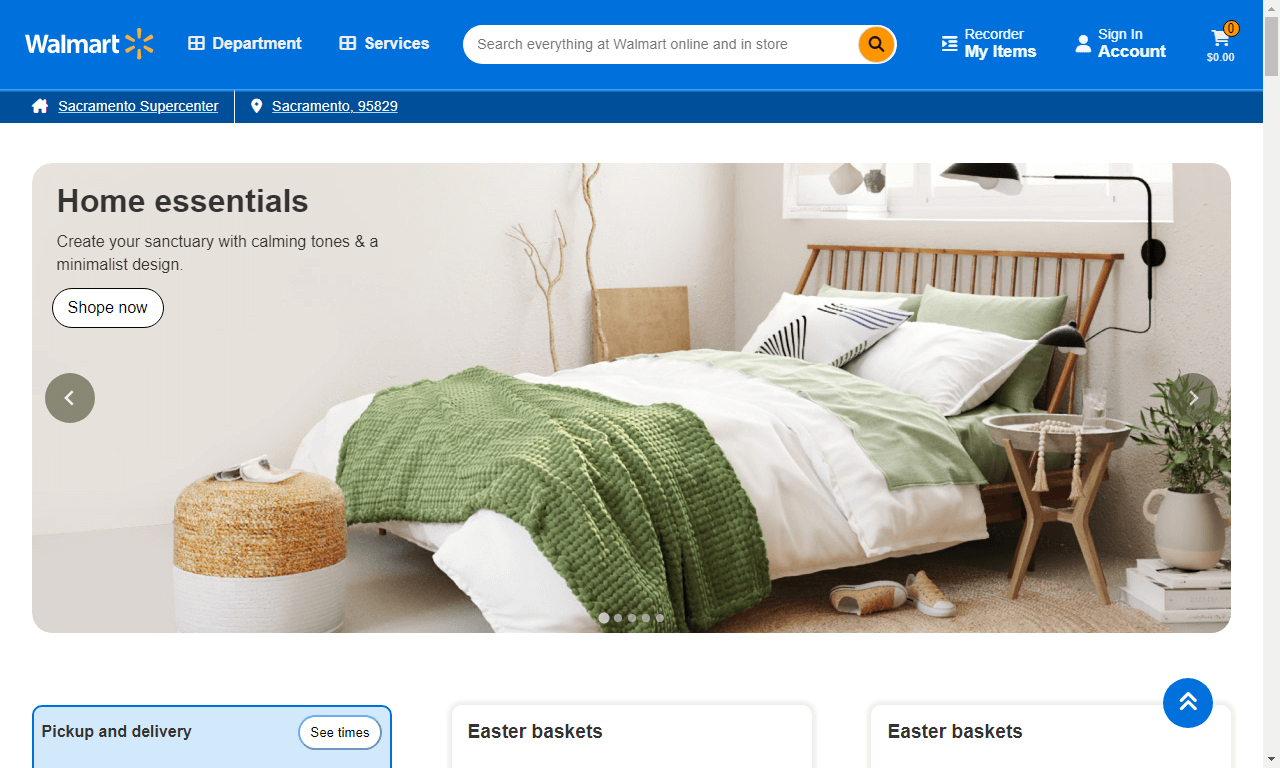 Walmart
Department
Services
Search everything at Walmart online and in store
Recorder
My Items
Sign In
Account
0
$0.00
Sacramento Supercenter
Sacramento, 95829
Home essentials
Create your sanctuary with calming tones & a
minimalist design.
Shope now
Pickup and delivery
See times
Easter baskets
Easter baskets